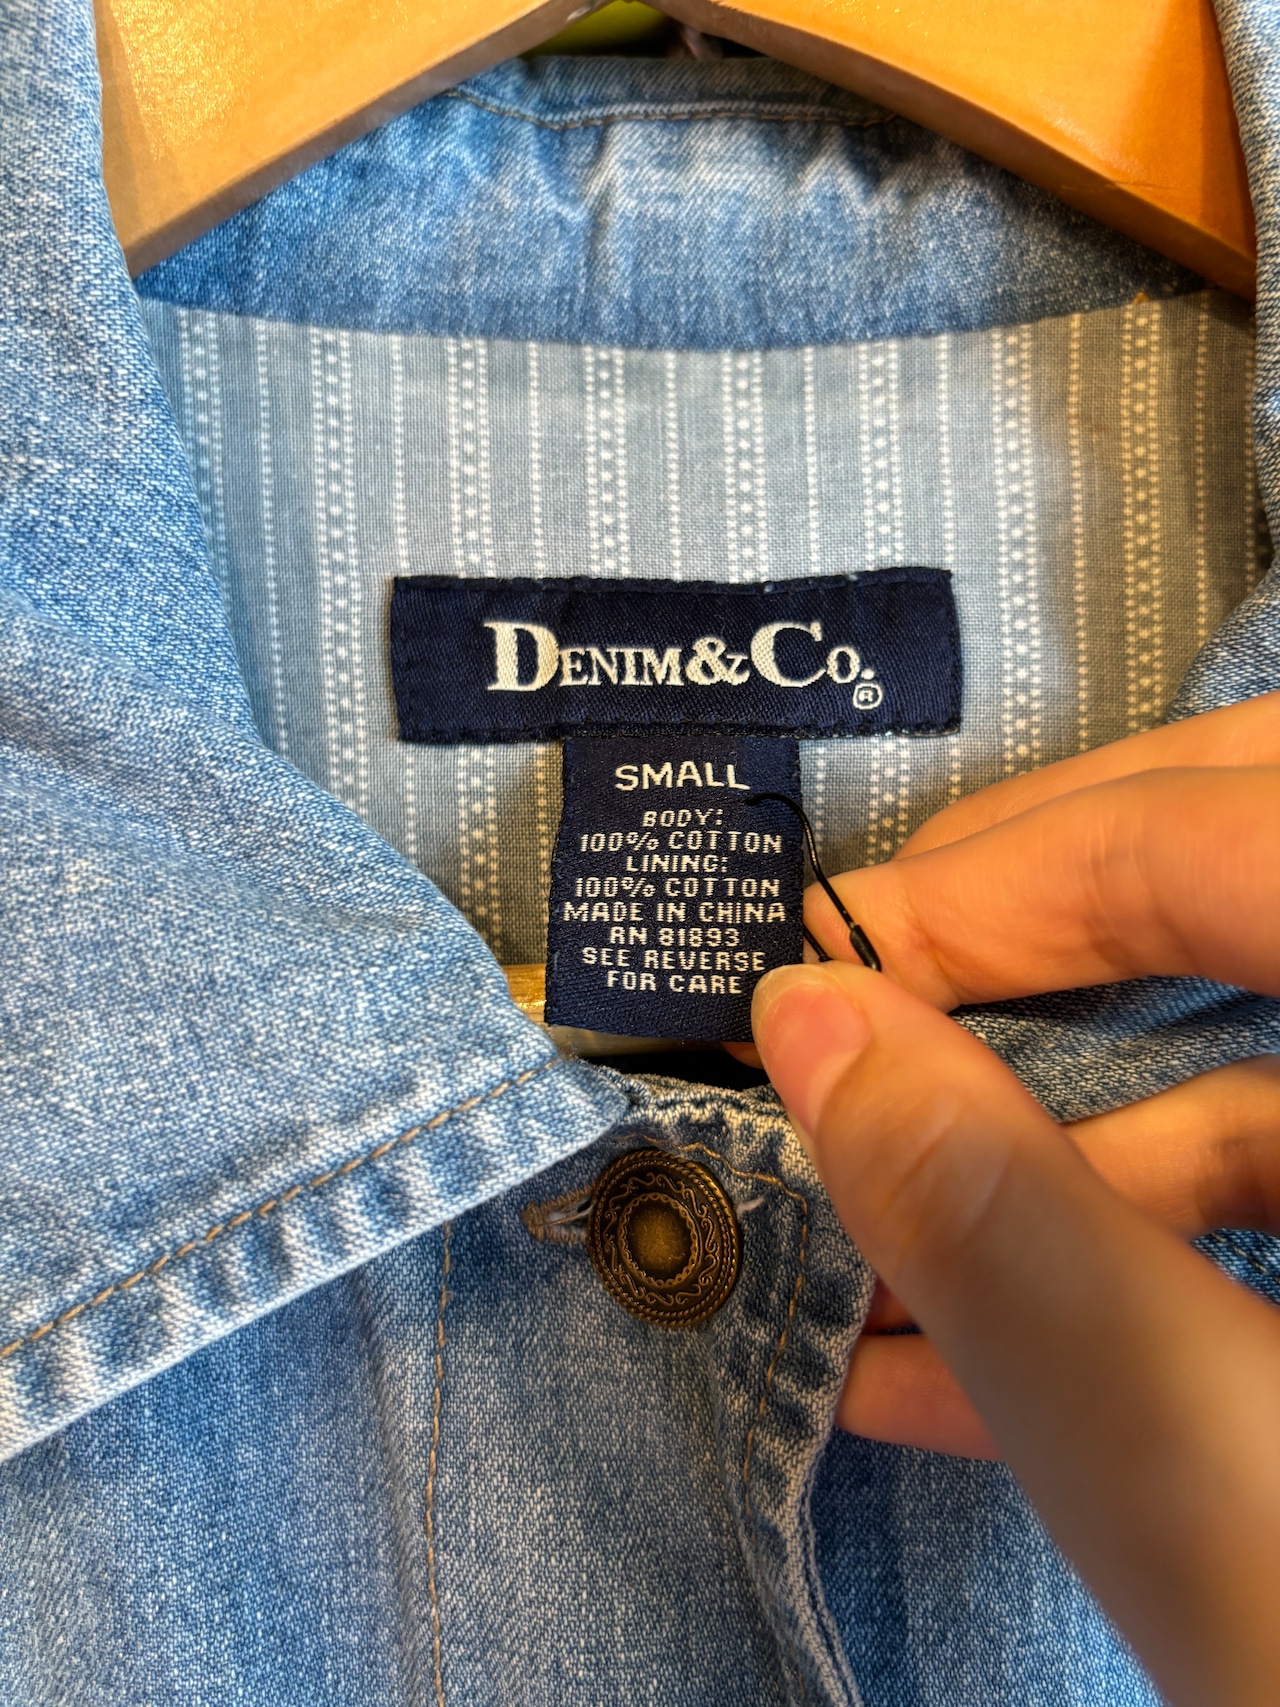 DENIM&CO.®
SMALL
BODY:
100% COTTON
LINING:
100% COTTON
MADE IN CHINA
RN 81893
SEE REVERSE
FOR CARE